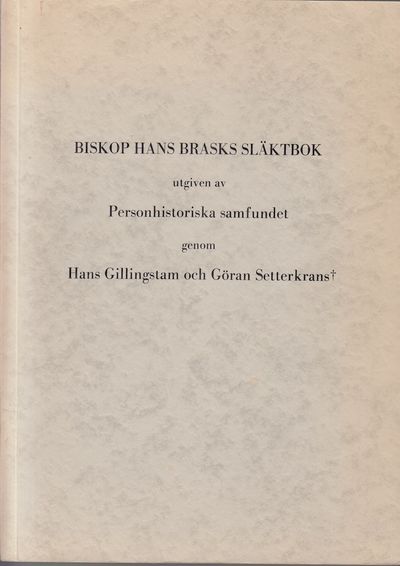 BISKOP HANS BRASKS SLÄKTBOK
utgiven av
Personhistoriska samfundet
genom
Hans Gillingstam och Göran Setterkrans†